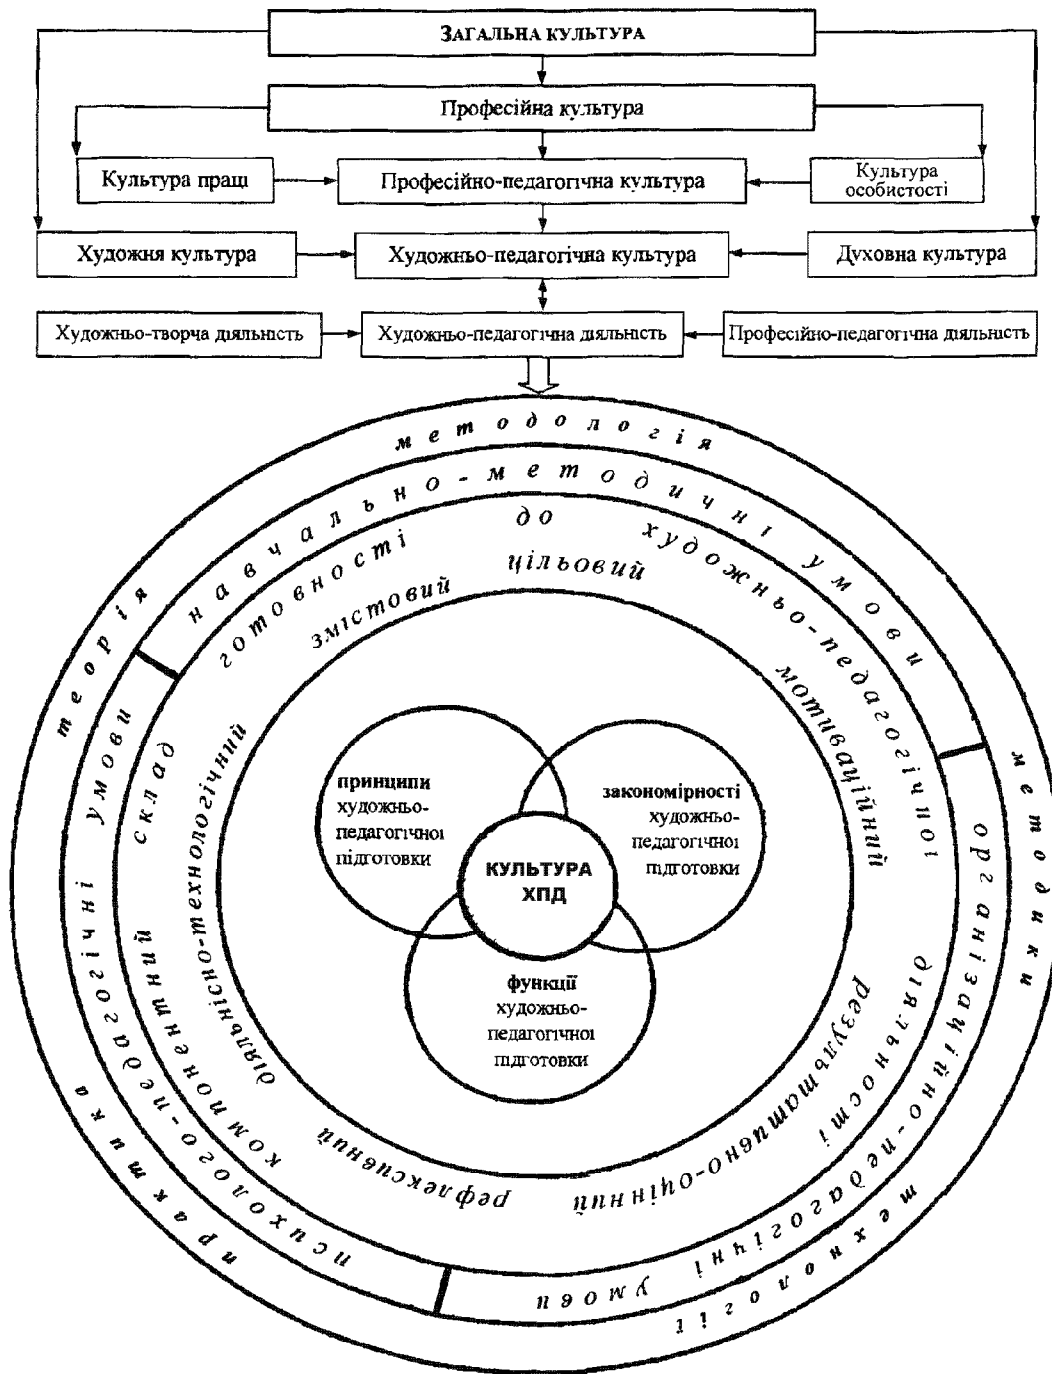 ЗАГАЛЬНА КУЛЬТУРА
Професійна культура
Культура праці
Професійно-педагогічна культура
Культура
особистості
Художня культура
Художньо-педагогічна культура
Духовна культура
Художньо-творча діяльність
Художньо-педагогічна діяльність
Професійно-педагогічна діяльність
теорія
методологія
методики
технології
практика
навчально-методичні умови
організаційно-педагогічні умови
психолого-педагогічні умови
компонентний склад готовності до художньо-педагогічної діяльності
змістовий
цільовий
мотиваційний
результативно-оцінний
рефлексивний
діяльнісно-технологічний
принципи
художньо-
педагогічної
підготовки
закономірності
художньо-
педагогічної
підготовки
КУЛЬТУРА
ХПД
функції
художньо-
педагогічної
підготовки